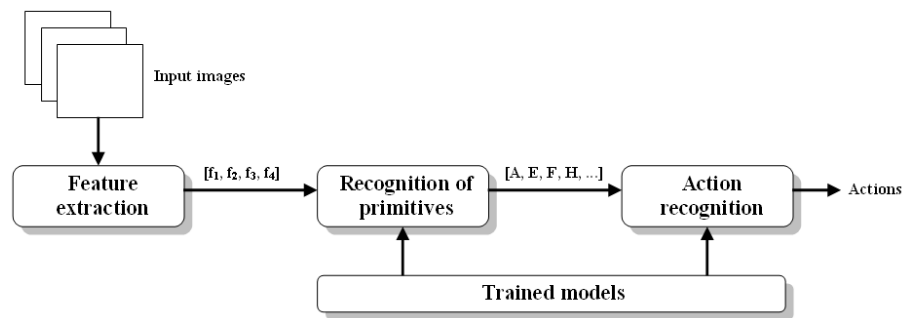 Input images
[f₁, f₂, f₃, f₄]
[A, E, F, H, ...]
Feature
extraction
Recognition of
primitives
Action
recognition
Actions
Trained models